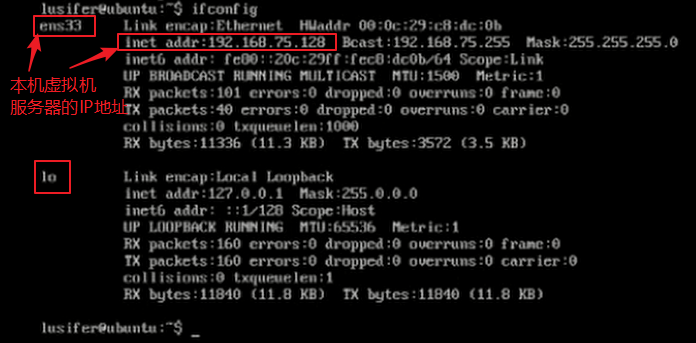 lusifer@ubuntu:~$ ifconfig
ens33 Link encap:Ethernet HWaddr 00:0c:29:c8:dc:0b
inet addr:192.168.75.128 Bcast:192.168.75.255 Mask:255.255.255.0
inet6 addr: fe80::20c:29ff:fec8:dc0b/64 Scope:Link
UP BROADCAST RUNNING MULTICAST MTU:1500 Metric:1
本机虚拟机
RX packets:101 errors:0 dropped:0 overruns:0 frame:0
服务器的IP地址
TX packets:40 errors:0 dropped:0 overruns:0 carrier:0
collisions:0 txqueuelen:1000
RX bytes:11336 (11.3 KB) TX bytes:3572 (3.5 KB)
lo Link encap:Local Loopback
inet addr:127.0.0.1 Mask:255.0.0.0
inet6 addr: ::1/128 Scope:Host
UP LOOPBACK RUNNING MTU:65536 Metric:1
RX packets:160 errors:0 dropped:0 overruns:0 frame:0
TX packets:160 errors:0 dropped:0 overruns:0 carrier:0
collisions:0 txqueuelen:1
RX bytes:11840 (11.8 KB) TX bytes:11840 (11.8 KB)
lusifer@ubuntu:~$ _